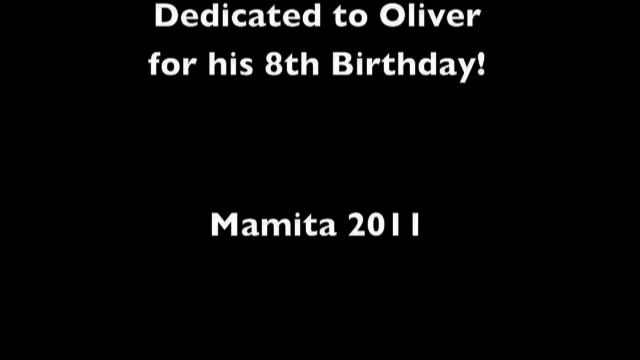 Dedicated to Oliver
for his 8th Birthday!
Mamita 2011